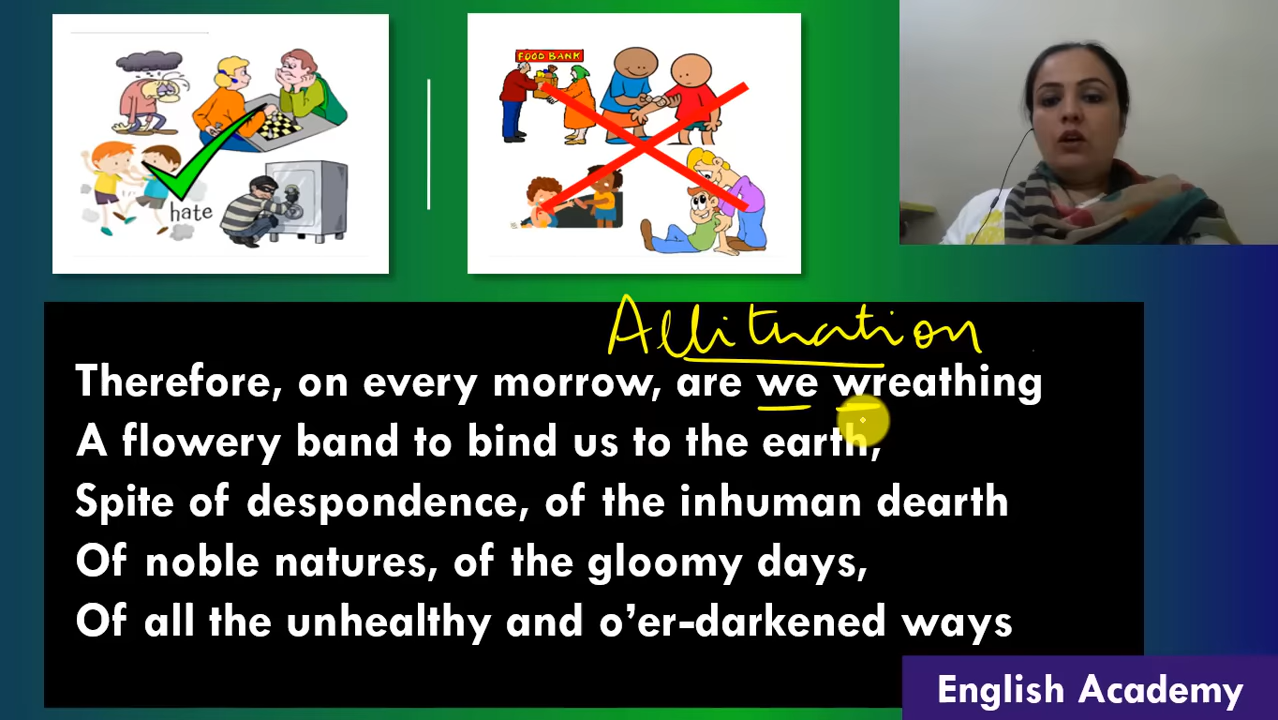 FOOD BANK
hate
Alliteration
Therefore, on every morrow, are we wreathing
A flowery band to bind us to the earth,
Spite of despondence, of the inhuman dearth
Of noble natures, of the gloomy days,
Of all the unhealthy and o’er-darkened ways
English Academy